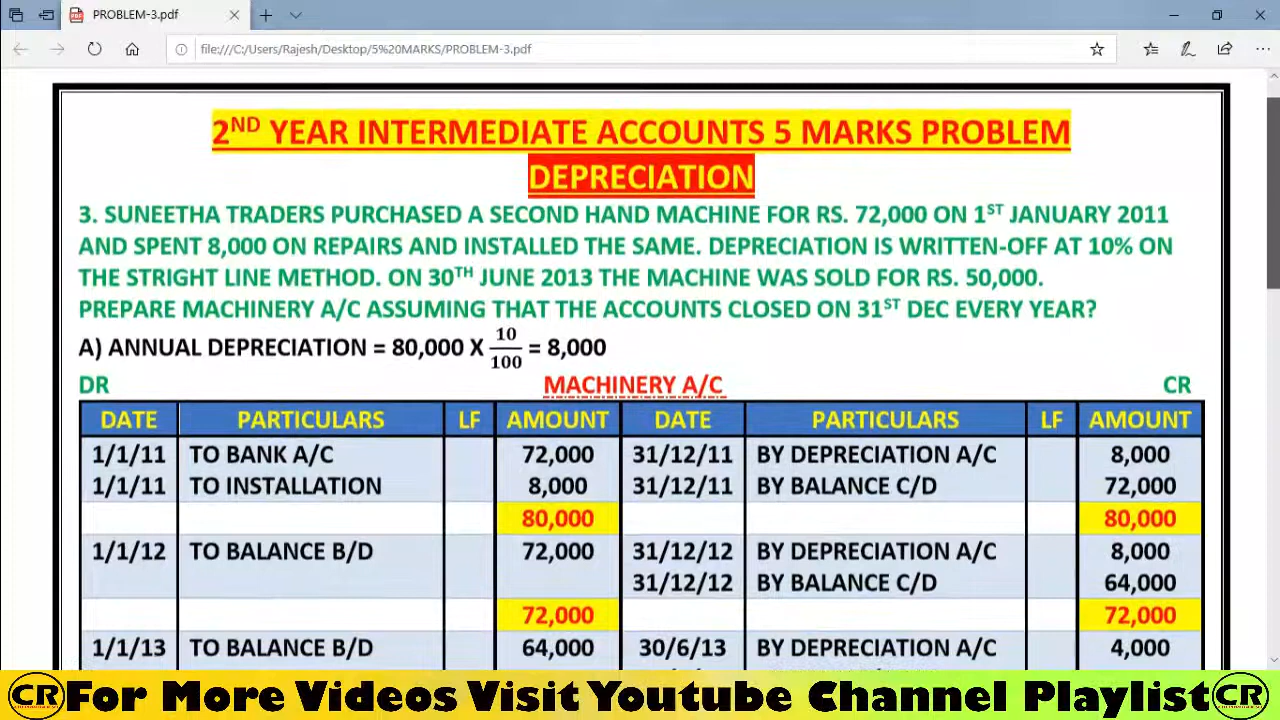 PROBLEM-3.pdf
file:///C:/Users/Rajesh/Desktop/5%20MARKS/PROBLEM-3.pdf
2ND YEAR INTERMEDIATE ACCOUNTS 5 MARKS PROBLEM
DEPRECIATION
3. SUNEETHA TRADERS PURCHASED A SECOND HAND MACHINE FOR RS. 72,000 ON 1ST JANUARY 2011
AND SPENT 8,000 ON REPAIRS AND INSTALLED THE SAME. DEPRECIATION IS WRITTEN-OFF AT 10% ON
THE STRIGHT LINE METHOD. ON 30TH JUNE 2013 THE MACHINE WAS SOLD FOR RS. 50,000.
PREPARE MACHINERY A/C ASSUMING THAT THE ACCOUNTS CLOSED ON 31ST DEC EVERY YEAR?
A) ANNUAL DEPRECIATION = 80,000 X 10/100 = 8,000
DR MACHINERY A/C CR
DATE PARTICULARS LF AMOUNT DATE PARTICULARS LF AMOUNT
1/1/11 TO BANK A/C 72,000 31/12/11 BY DEPRECIATION A/C 8,000
1/1/11 TO INSTALLATION 8,000 31/12/11 BY BALANCE C/D 72,000
80,000 80,000
1/1/12 TO BALANCE B/D 72,000 31/12/12 BY DEPRECIATION A/C 8,000
31/12/12 BY BALANCE C/D 64,000
72,000 72,000
1/1/13 TO BALANCE B/D 64,000 30/6/13 BY DEPRECIATION A/C 4,000
CR For More Videos Visit Youtube Channel Playlist CR